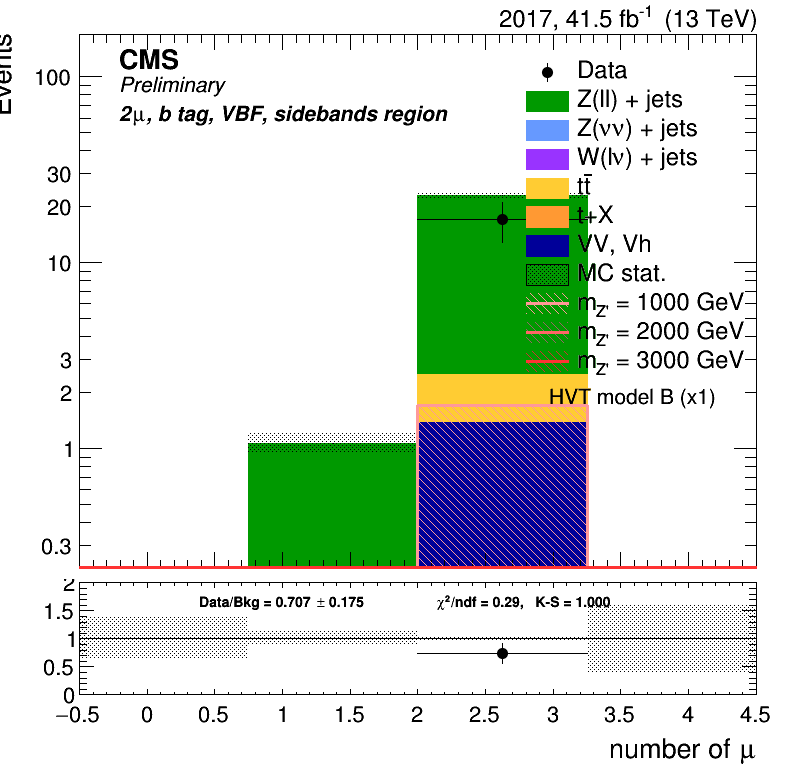 2017, 41.5 fb⁻¹ (13 TeV)
Events
CMS
Preliminary
2μ, b tag, VBF, sidebands region
Data
Z(ll) + jets
Z(νν) + jets
W(lν) + jets
tt̄
t+X
VV, Vh
MC stat.
m_Z' = 1000 GeV
m_Z' = 2000 GeV
m_Z' = 3000 GeV
HVT model B (x1)
100
30
20
10
3
2
1
0.3
Data/Bkg = 0.707 ± 0.175
χ²/ndf = 0.29, K-S = 1.000
2
1.5
1
0.5
0
−0.5 0 0.5 1 1.5 2 2.5 3 3.5 4 4.5
number of μ